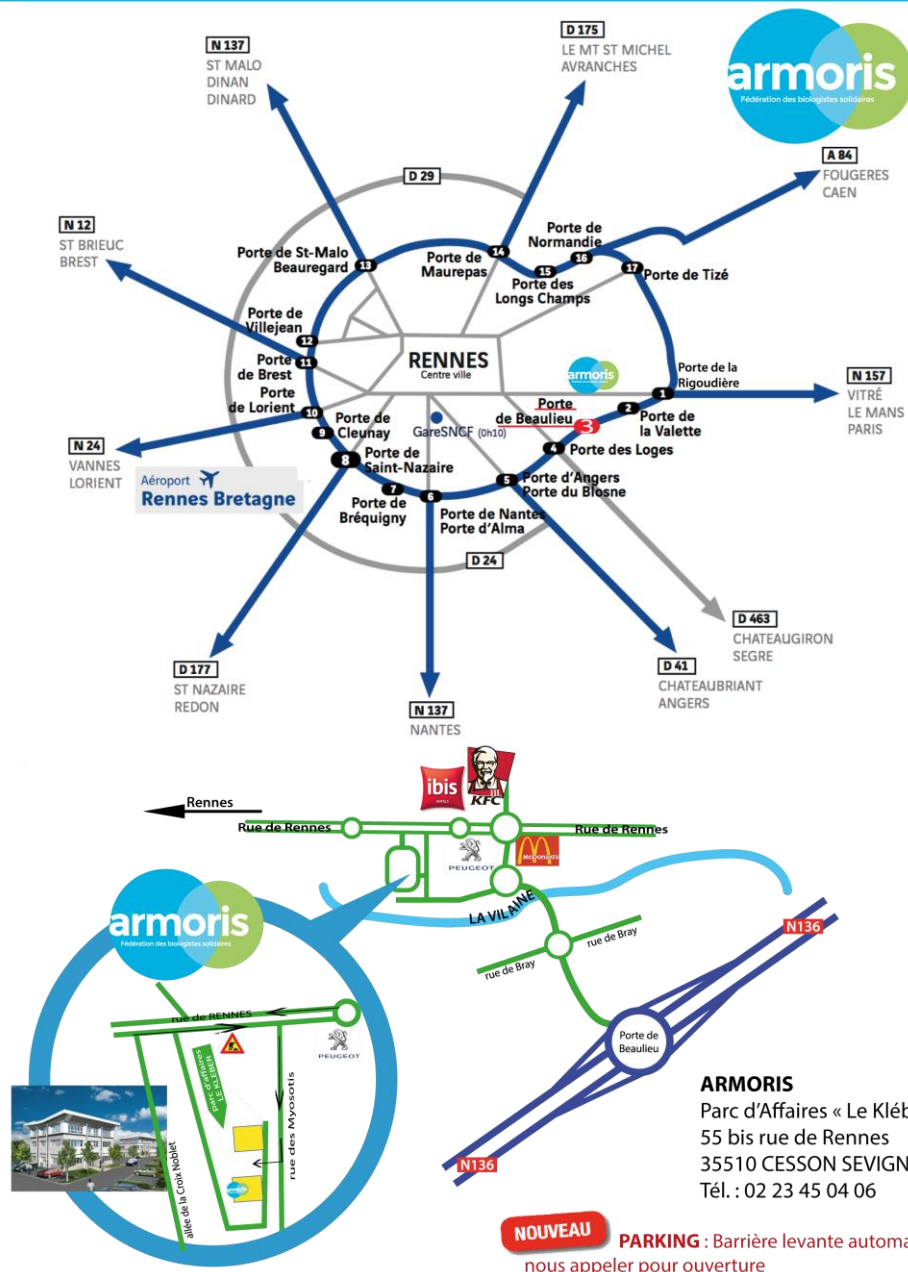 N 137
ST MALO
DINAN
DINARD
D 175
LE MT ST MICHEL
AVRANCHES
armoris
Fédération des biologistes solidaires
A 84
FOUGERES
CAEN
D 29
N 12
ST BRIEUC
BREST
Porte de St-Malo
Beauregard
13
Porte de
Maurepas
14
Porte de
Normandie
16
15
Porte des
Longs Champs
17
Porte de Tizé
Porte de
Villejean
12
RENNES
Centre ville
armoris
Porte
de Brest
11
Porte de la
Rigoudière
1
N 157
VITRÉ
LE MANS
PARIS
Porte
de Lorient
10
Porte
de Beaulieu
3
2
Porte de
la Valette
9
Porte de
Cleunay
GareSNCF (0h10)
4
Porte des Loges
N 24
VANNES
LORIENT
8
Porte de
Saint-Nazaire
Aéroport
Rennes Bretagne
5
Porte d'Angers
Porte du Blosne
7
Porte de
Bréquigny
6
Porte de Nantes
Porte d'Alma
D 24
D 463
CHATEAUGIRON
SEGRE
D 177
ST NAZAIRE
REDON
D 41
CHATEAUBRIANT
ANGERS
N 137
NANTES
ibis
HOTELS
KFC
Rennes
Rue de Rennes
Rue de Rennes
PEUGEOT
McDonald's
LA VILAINE
rue de Bray
rue de Bray
N136
Porte de
Beaulieu
N136
armoris
Fédération des biologistes solidaires
rue de RENNES
PEUGEOT
Parc d'affaires
LE KLEBER
rue des Myosotis
allée de la Croix Noblet
ARMORIS
Parc d'Affaires « Le Kléb
55 bis rue de Rennes
35510 CESSON SEVIGN
Tél. : 02 23 45 04 06
NOUVEAU
PARKING : Barrière levante automa
nous appeler pour ouverture